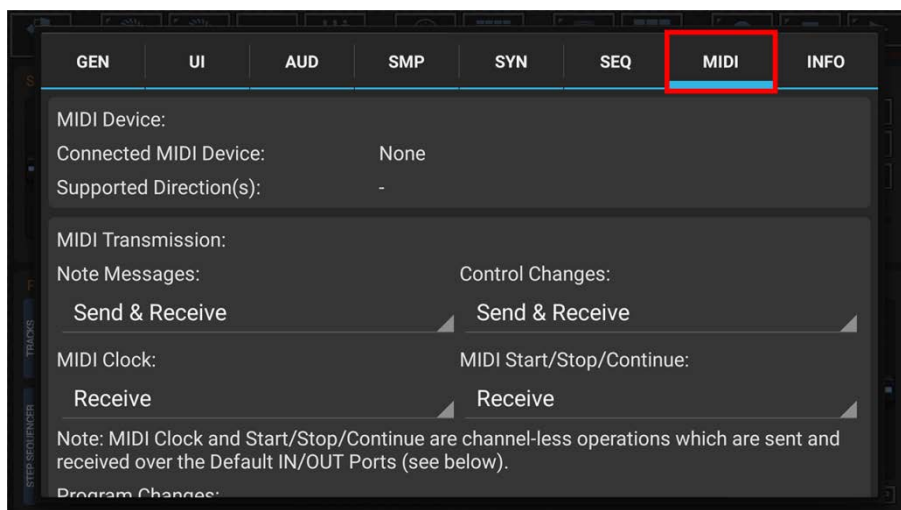 GEN UI AUD SMP SYN SEQ MIDI INFO
MIDI Device:
Connected MIDI Device: None
Supported Direction(s): -
MIDI Transmission:
Note Messages: Control Changes:
Send & Receive Send & Receive
MIDI Clock: MIDI Start/Stop/Continue:
Receive Receive
Note: MIDI Clock and Start/Stop/Continue are channel-less operations which are sent and
received over the Default IN/OUT Ports (see below).
Program Changes:
TRACKS
STEP SEQUENCER